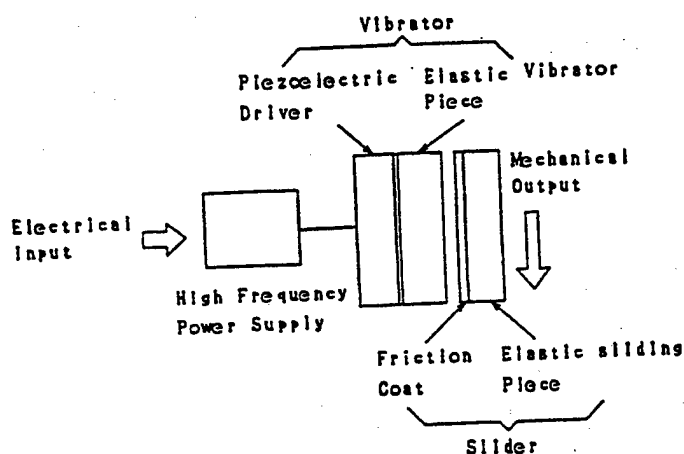 Vibrator
Piezoelectric
Driver
Elastic Vibrator
Piece
Mechanical
Output
Electrical
Input
High Frequency
Power Supply
Friction
Coat
Elastic sliding
Piece
Slider